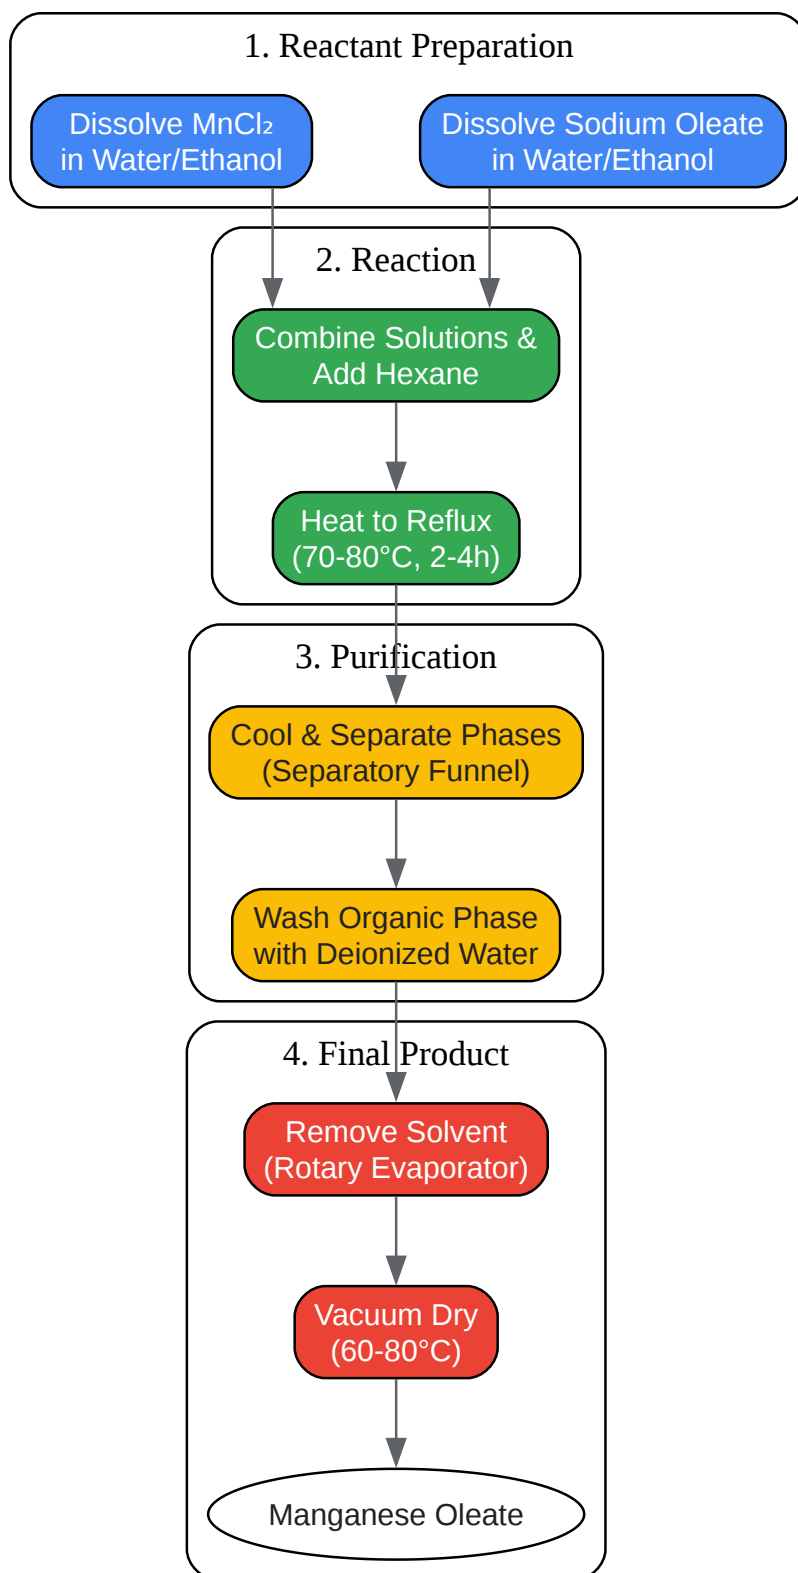 1. Reactant Preparation
Dissolve MnCl₂
in Water/Ethanol
Dissolve Sodium Oleate
in Water/Ethanol
2. Reaction
Combine Solutions &
Add Hexane
Heat to Reflux
(70-80°C, 2-4h)
3. Purification
Cool & Separate Phases
(Separatory Funnel)
Wash Organic Phase
with Deionized Water
4. Final Product
Remove Solvent
(Rotary Evaporator)
Vacuum Dry
(60-80°C)
Manganese Oleate